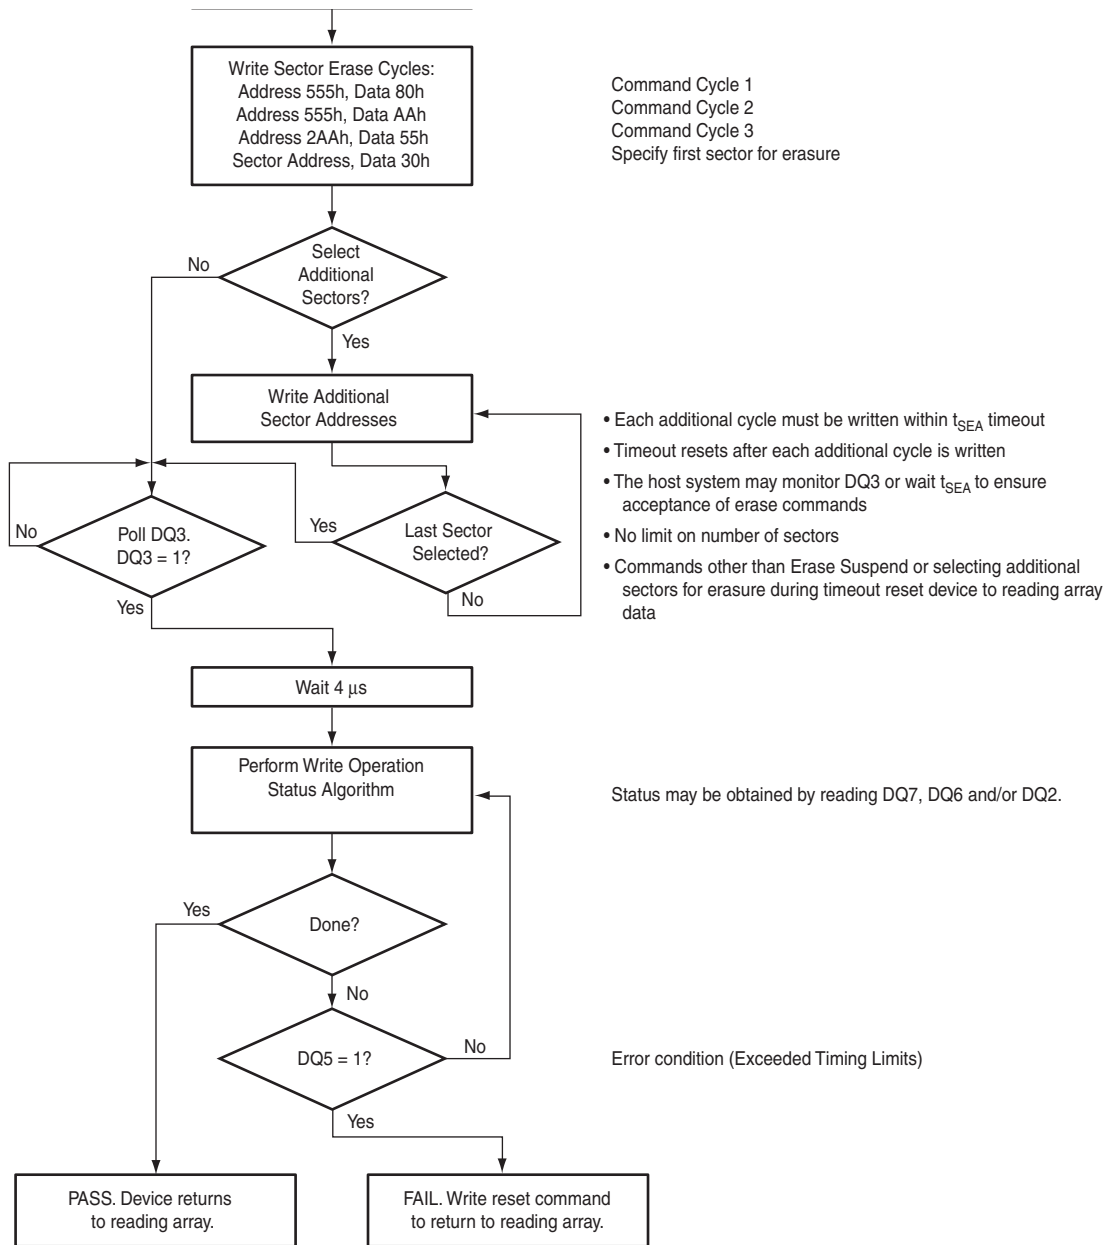 Write Sector Erase Cycles:
Address 555h, Data 80h
Address 555h, Data AAh
Address 2AAh, Data 55h
Sector Address, Data 30h
Command Cycle 1
Command Cycle 2
Command Cycle 3
Specify first sector for erasure
Select
Additional
Sectors?
No
Yes
Write Additional
Sector Addresses
• Each additional cycle must be written within tSEA timeout
• Timeout resets after each additional cycle is written
• The host system may monitor DQ3 or wait tSEA to ensure
acceptance of erase commands
• No limit on number of sectors
• Commands other than Erase Suspend or selecting additional
sectors for erasure during timeout reset device to reading array
data
No
Poll DQ3.
DQ3 = 1?
Yes
Last Sector
Selected?
No
Yes
Wait 4 μs
Perform Write Operation
Status Algorithm
Status may be obtained by reading DQ7, DQ6 and/or DQ2.
Yes
Done?
No
DQ5 = 1?
No
Error condition (Exceeded Timing Limits)
Yes
PASS. Device returns
to reading array.
FAIL. Write reset command
to return to reading array.